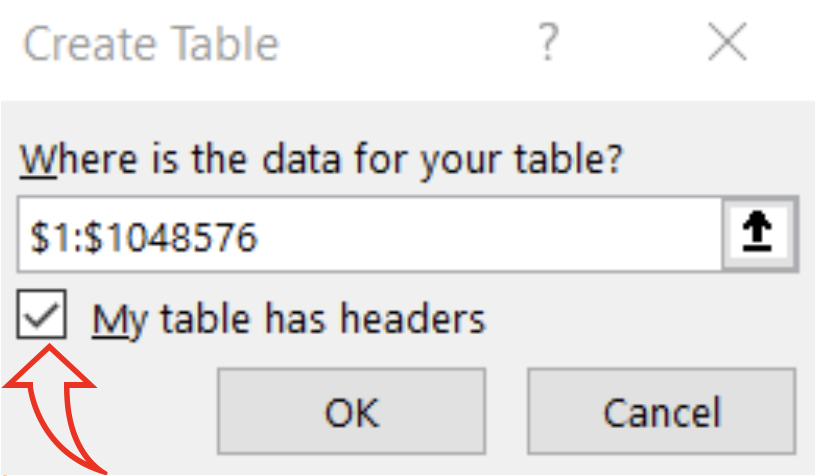 Create Table ?
Where is the data for your table?
$1:$1048576
My table has headers
OK Cancel